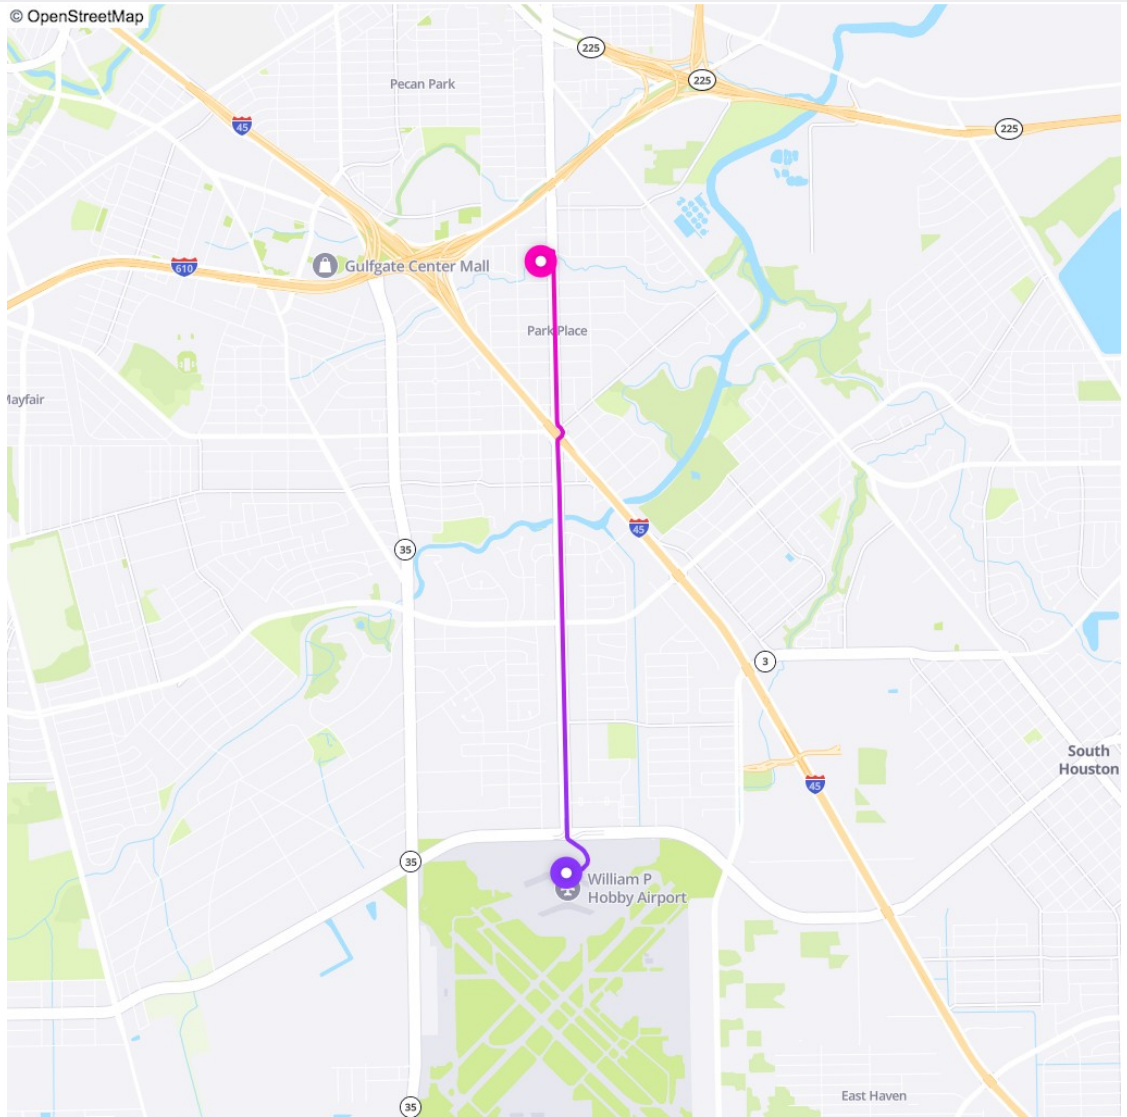 © OpenStreetMap
225
Pecan Park
225
45
225
Gulfgate Center Mall
610
Park Place
Mayfair
45
35
3
South
Houston
45
35
William P
Hobby Airport
East Haven
35